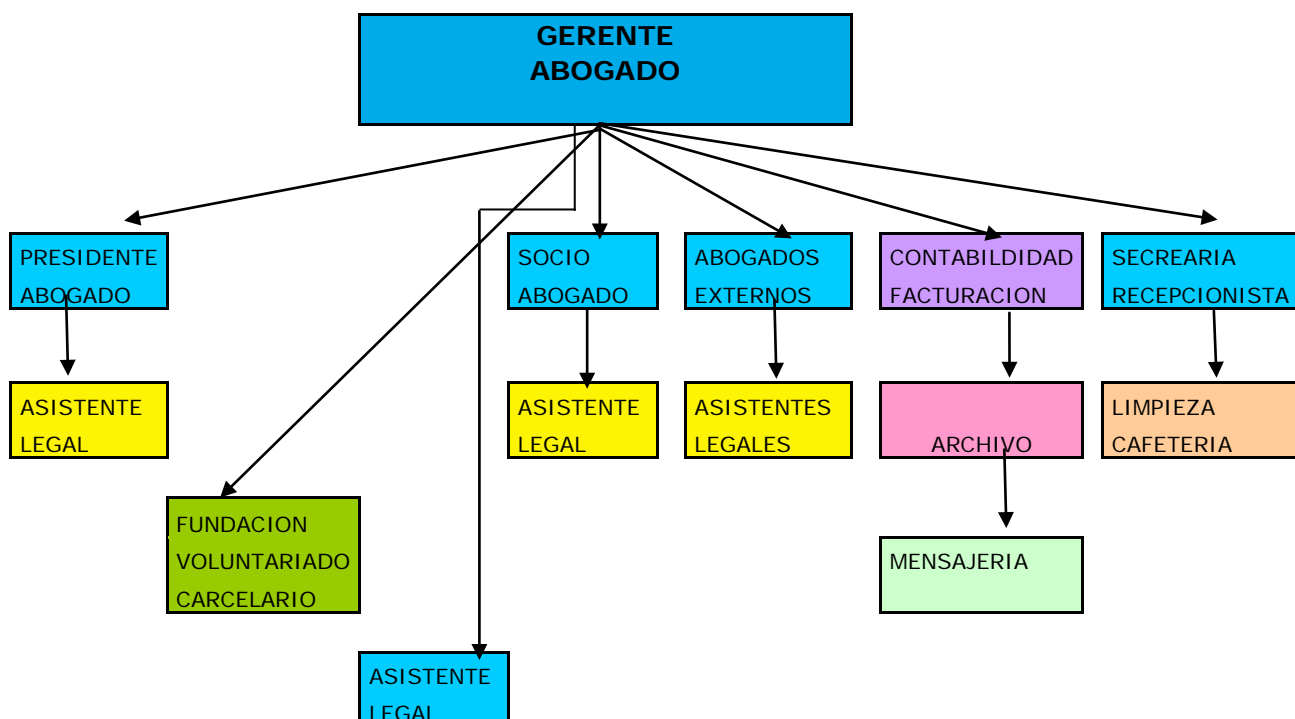 GERENTE
ABOGADO
PRESIDENTE
ABOGADO
SOCIO
ABOGADO
ABOGADOS
EXTERNOS
CONTABILDIDAD
FACTURACION
SECREARIA
RECEPCIONISTA
ASISTENTE
LEGAL
ASISTENTE
LEGAL
ASISTENTES
LEGALES
ARCHIVO
LIMPIEZA
CAFETERIA
FUNDACION
VOLUNTARIADO
CARCELARIO
MENSAJERIA
ASISTENTE
LEGAL